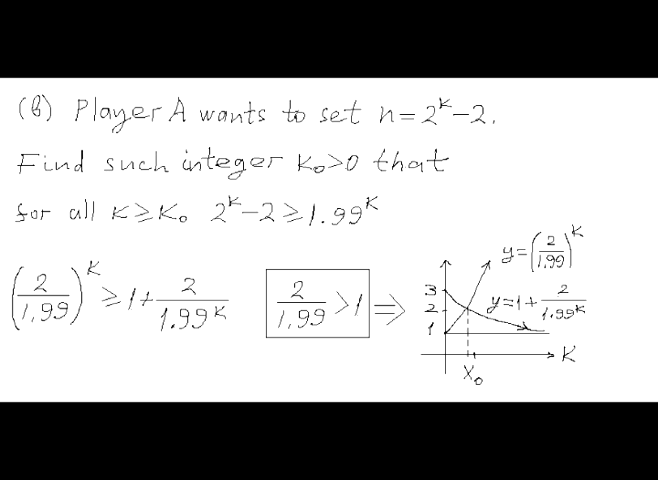 (b) Player A wants to set n=2^k-2.
Find such integer K₀>0 that
for all K≥K₀ 2^k-2≥1.99^k
(2/1,99)^k ≥ 1+ 2/1.99^k
2/1,99 >1 ⇒
y=(2/1,99)^k
3
2
1
y=1+ 2/1.99^k
K
X₀